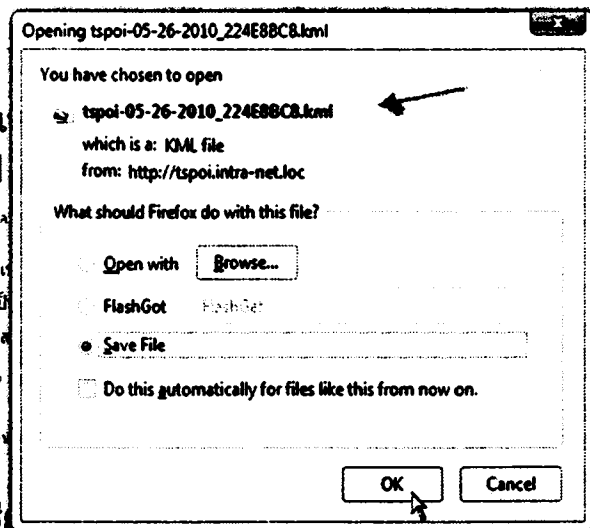 Opening tspoi-05-26-2010_224E8BC8.kml
You have chosen to open
tspoi-05-26-2010_224E8BC8.kml
which is a: KML file
from: http://tspoi.intra-net.loc
What should Firefox do with this file?
Open with Browse...
FlashGot FlashGet
Save File
Do this automatically for files like this from now on.
OK Cancel